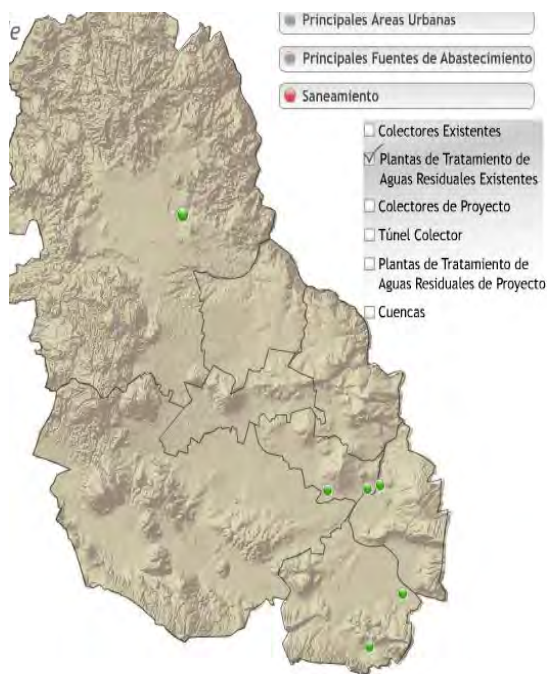 de
Principales Áreas Urbanas
Principales Fuentes de Abastecimiento
Saneamiento
Colectores Existentes
Plantas de Tratamiento de
Aguas Residuales Existentes
Colectores de Proyecto
Túnel Colector
Plantas de Tratamiento de
Aguas Residuales de Proyecto
Cuencas